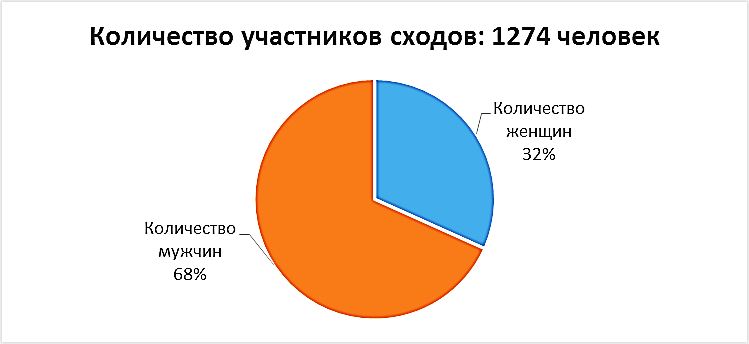 Количество участников сходов: 1274 человек
Количество
женщин
32%
Количество
мужчин
68%